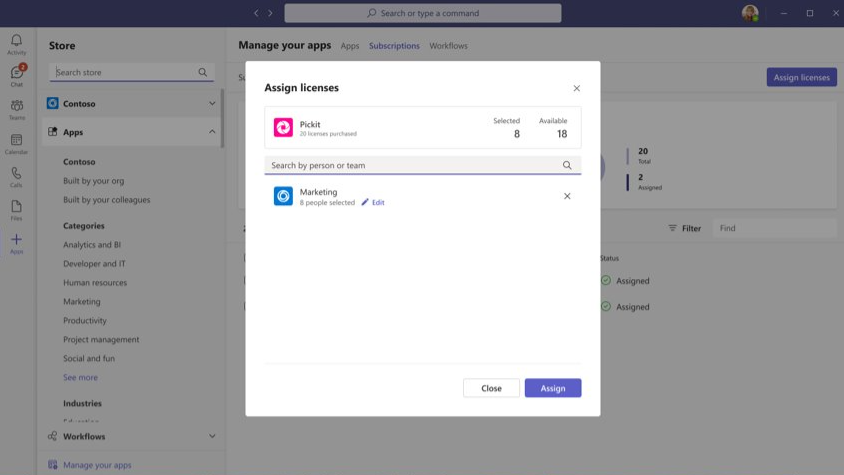 Search or type a command
Activity
2
Chat
Teams
Calendar
Calls
Files
Apps
Store
Search store
Contoso
Apps
Contoso
Built by your org
Built by your colleagues
Categories
Analytics and BI
Developer and IT
Human resources
Marketing
Productivity
Project management
Social and fun
See more
Industries
Workflows
Manage your apps
Manage your apps Apps Subscriptions Workflows
Assign licenses
20
Total
2
Assigned
Filter Find
Status
Assigned
Assigned
Assign licenses
Pickit
20 licenses purchased
Selected Available
8 18
Search by person or team
Marketing
8 people selected Edit
Close Assign